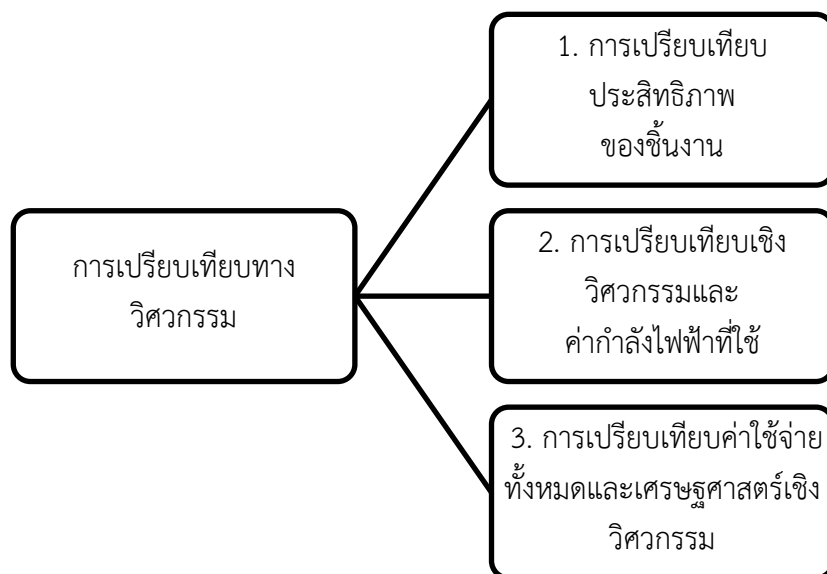 การเปรียบเทียบทาง
วิศวกรรม
1. การเปรียบเทียบ
ประสิทธิภาพ
ของชิ้นงาน
2. การเปรียบเทียบเชิง
วิศวกรรมและ
ค่ากำลังไฟฟ้าที่ใช้
3. การเปรียบเทียบค่าใช้จ่าย
ทั้งหมดและเศรษฐศาสตร์เชิง
วิศวกรรม